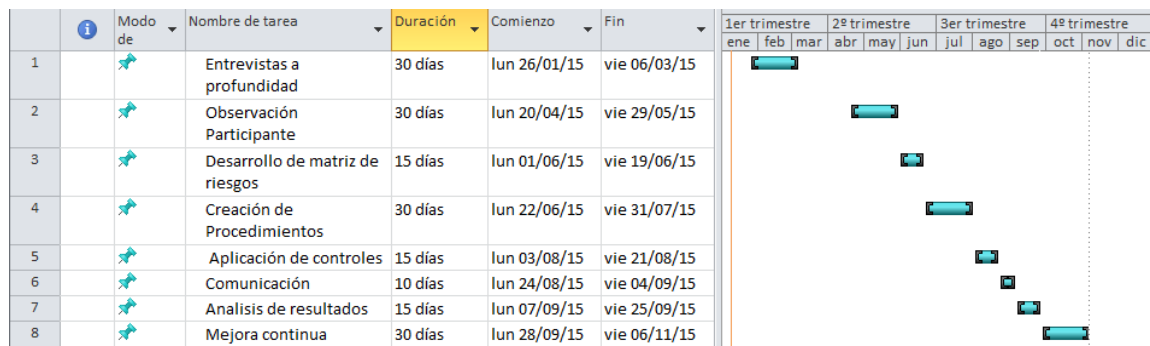 Modo de Nombre de tarea Duración Comienzo Fin
1er trimestre 2º trimestre 3er trimestre 4º trimestre
ene feb mar abr may jun jul ago sep oct nov dic
1 Entrevistas a profundidad 30 días lun 26/01/15 vie 06/03/15
2 Observación Participante 30 días lun 20/04/15 vie 29/05/15
3 Desarrollo de matriz de riesgos 15 días lun 01/06/15 vie 19/06/15
4 Creación de Procedimientos 30 días lun 22/06/15 vie 31/07/15
5 Aplicación de controles 15 días lun 03/08/15 vie 21/08/15
6 Comunicación 10 días lun 24/08/15 vie 04/09/15
7 Analisis de resultados 15 días lun 07/09/15 vie 25/09/15
8 Mejora continua 30 días lun 28/09/15 vie 06/11/15